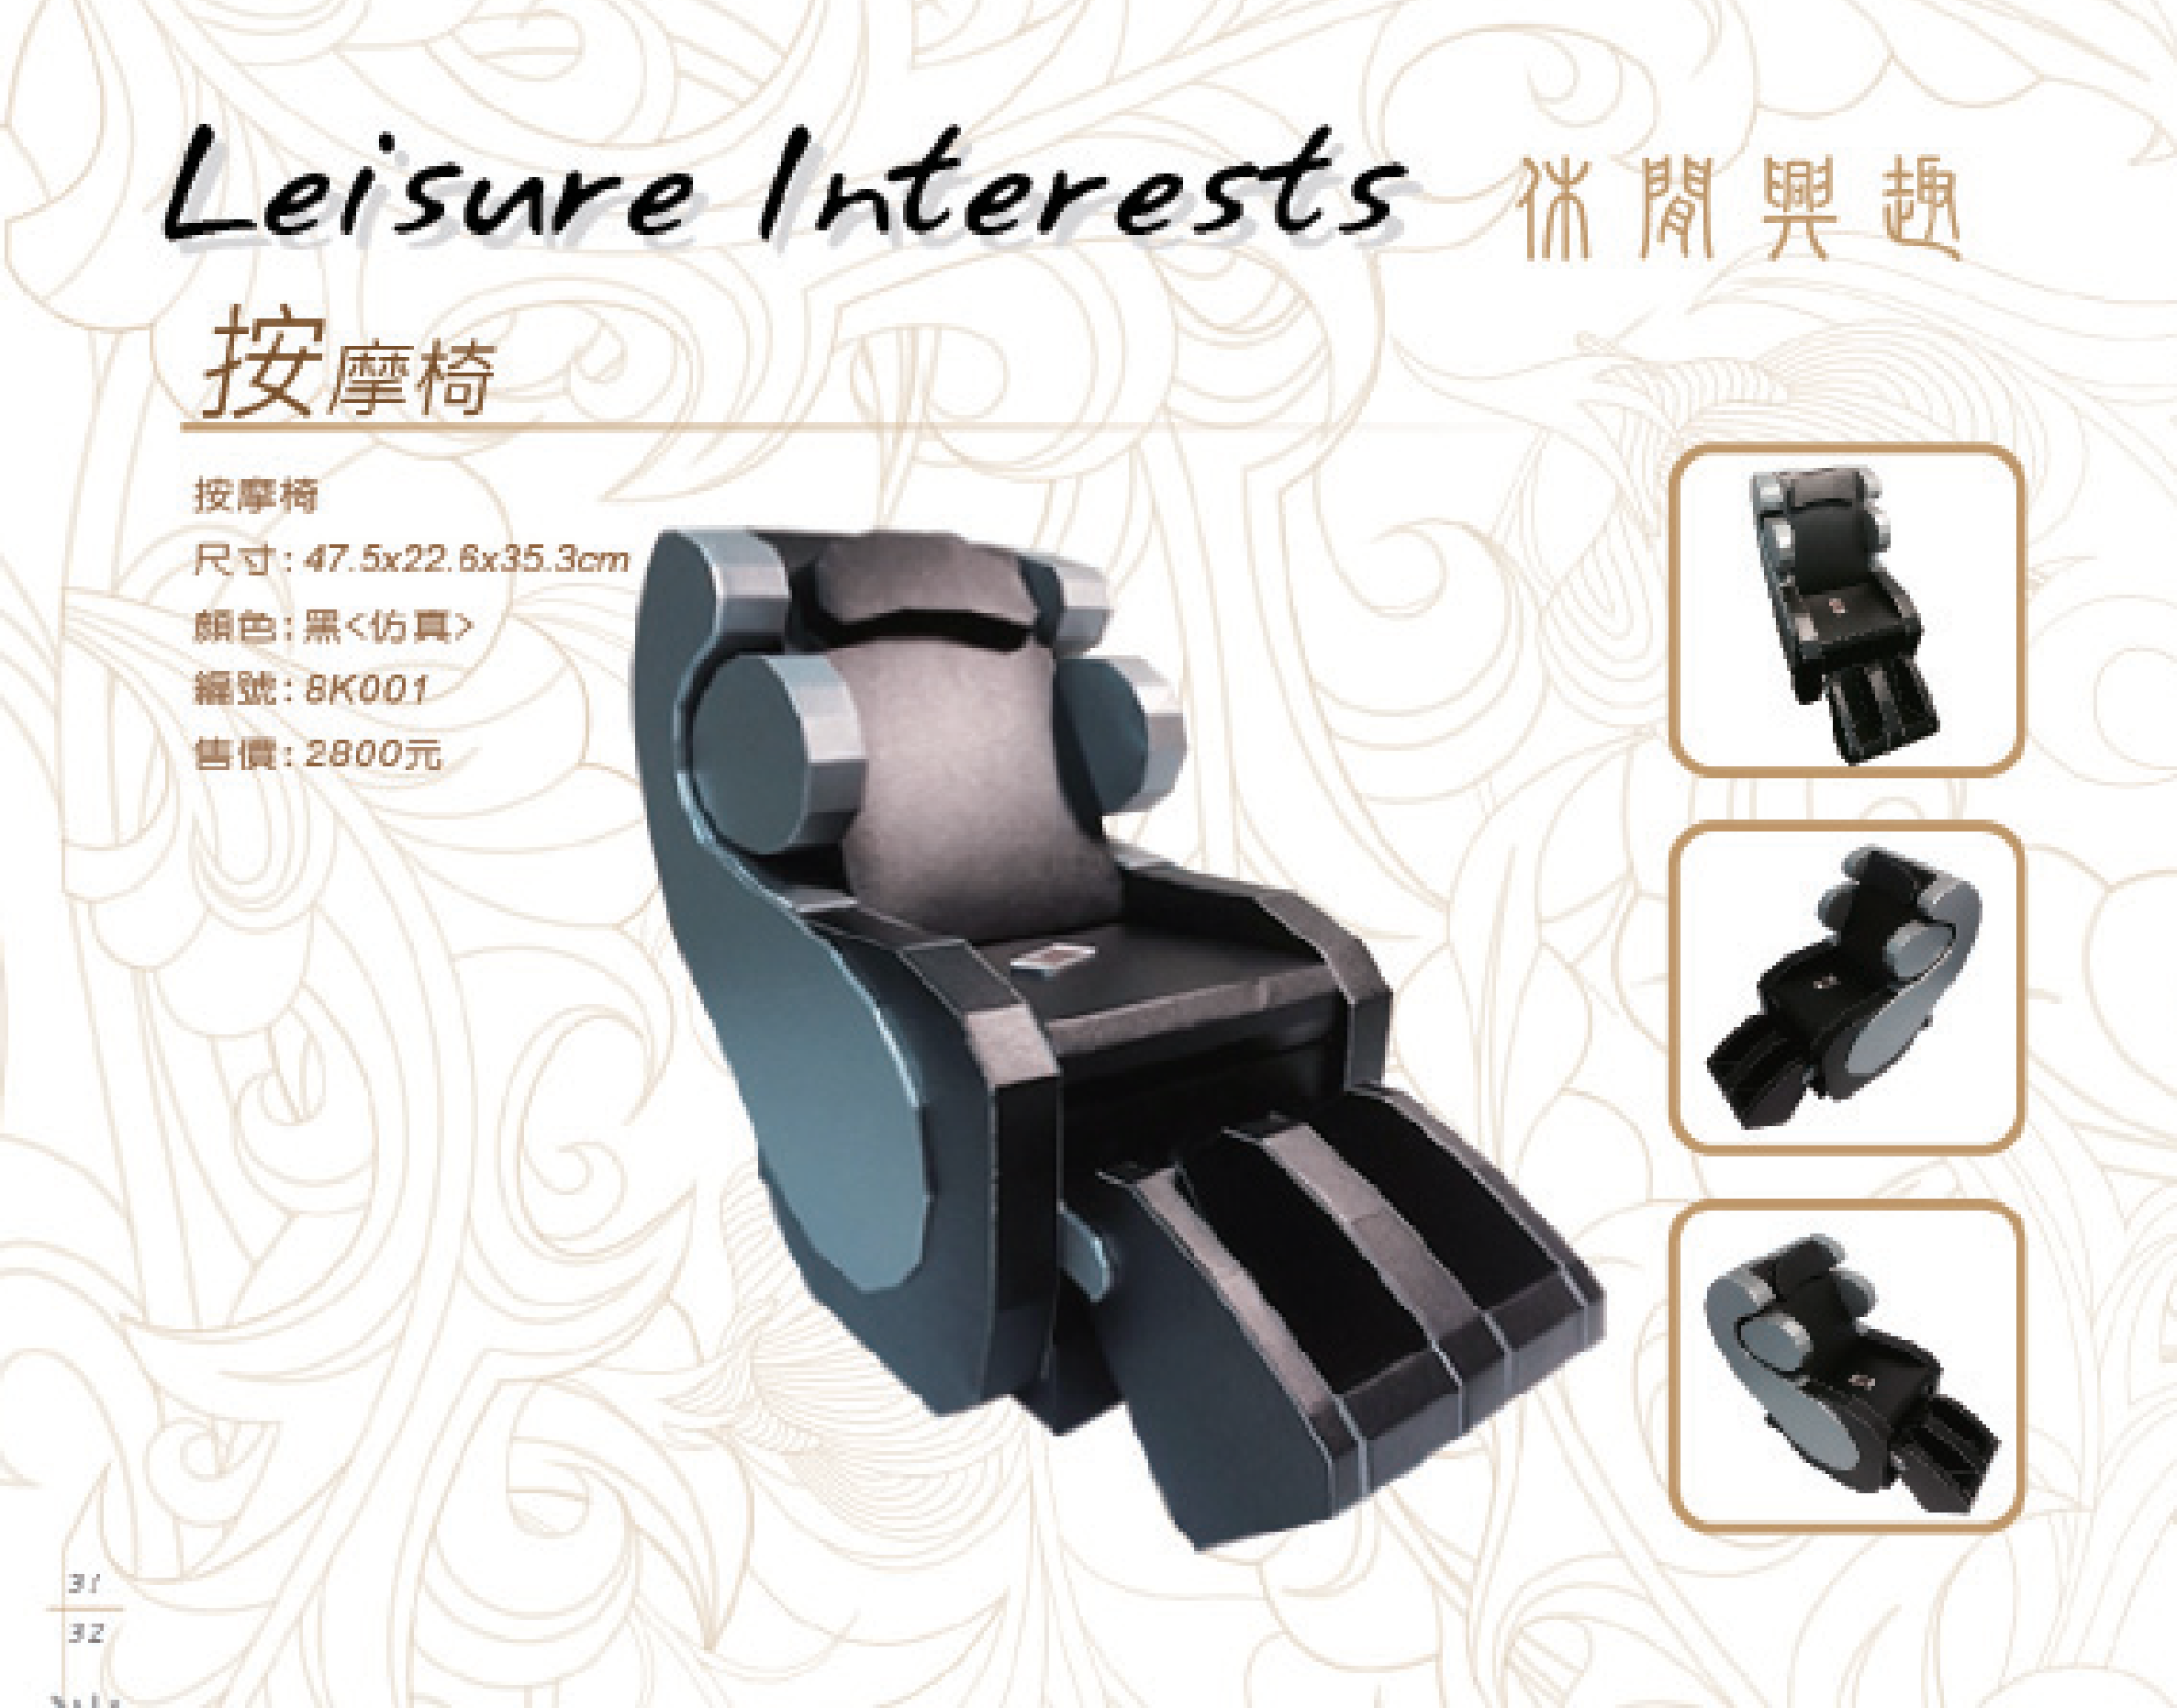 Leisure Interests 休閒興趣
按摩椅
按摩椅
尺寸:47.5x22.6x35.3cm
顏色:黑<仿真>
編號:8K001
售價:2800元
31
32